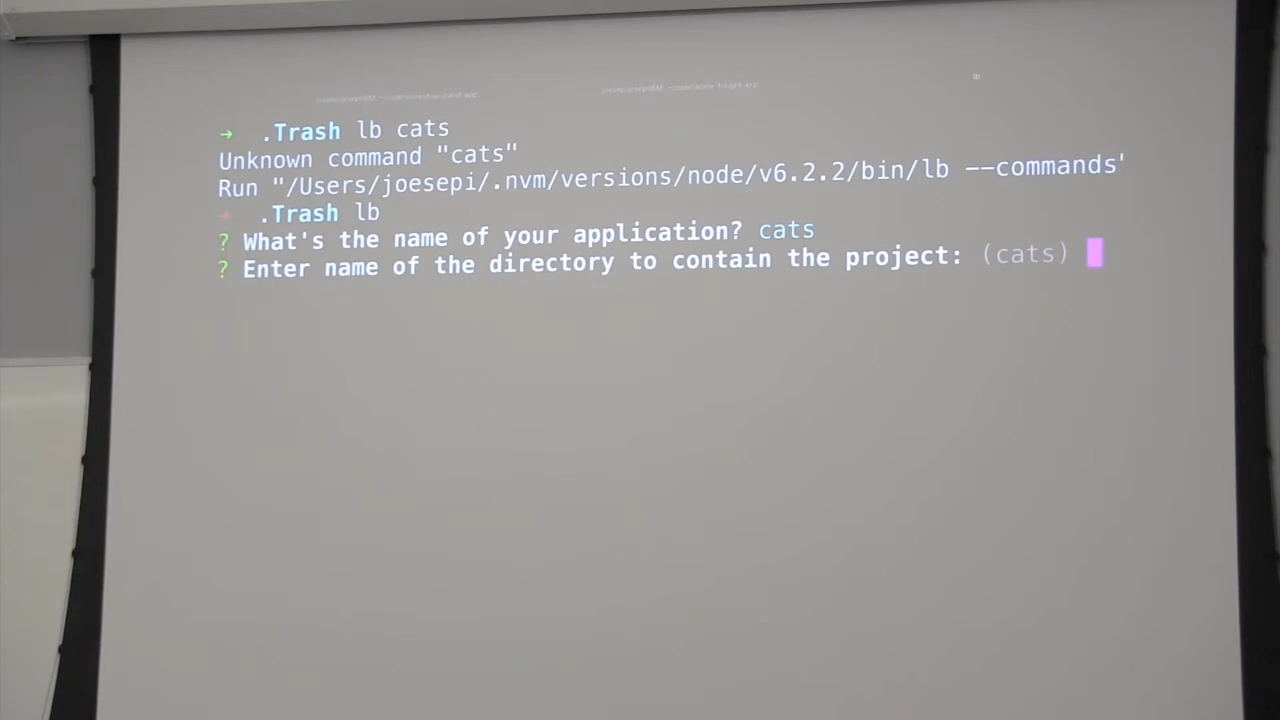 lb
→ .Trash lb cats
Unknown command "cats"
Run "/Users/joesepi/.nvm/versions/node/v6.2.2/bin/lb --commands"
→ .Trash lb
? What's the name of your application? cats
? Enter name of the directory to contain the project: (cats)